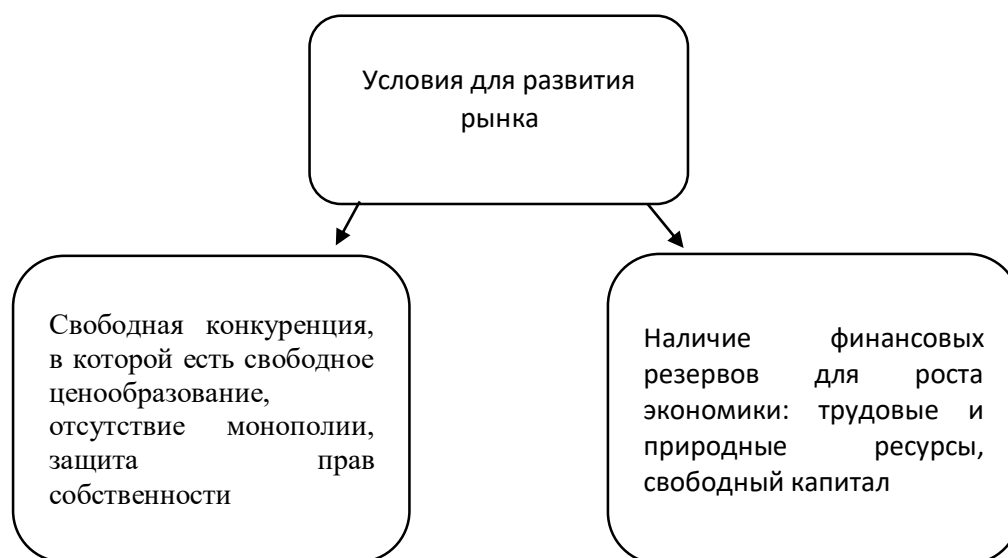 Условия для развития
рынка
Свободная конкуренция,
в которой есть свободное
ценообразование,
отсутствие монополии,
защита прав
собственности
Наличие финансовых
резервов для роста
экономики: трудовые и
природные ресурсы,
свободный капитал